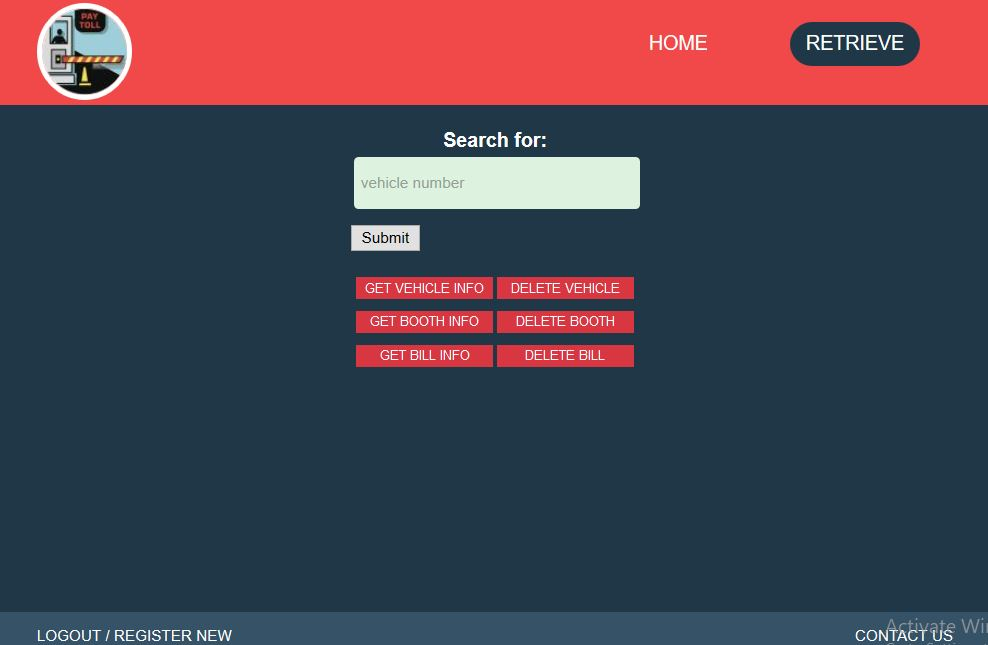 PAY
TOLL
HOME
RETRIEVE
Search for:
vehicle number
Submit
GET VEHICLE INFO DELETE VEHICLE
GET BOOTH INFO DELETE BOOTH
GET BILL INFO DELETE BILL
Activate Wi
LOGOUT / REGISTER NEW
CONTACT US